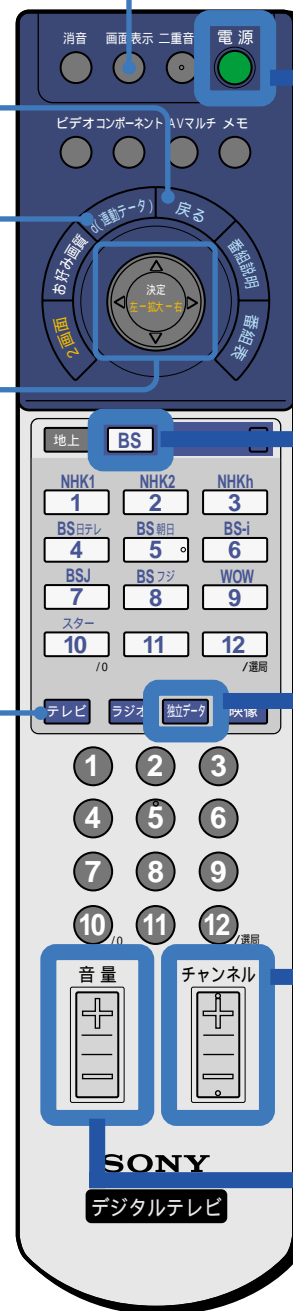 消音 画面表示 二重音 電源
ビデオ コンポーネント AVマルチ メモ
お好み画質 d(連動データ) 戻る 番組説明
2画面 番組表
決定
左－拡大－右
地上 BS
NHK1 NHK2 NHKh
1 2 3
BS日テレ BS朝日 BS-i
4 5 6
BSJ BSフジ WOW
7 8 9
スター
10 11 12
/0 /選局
テレビ ラジオ 独立データ 映像
1 2 3
4 5 6
7 8 9
10/0 11 12/選局
音量 チャンネル
SONY
デジタルテレビ